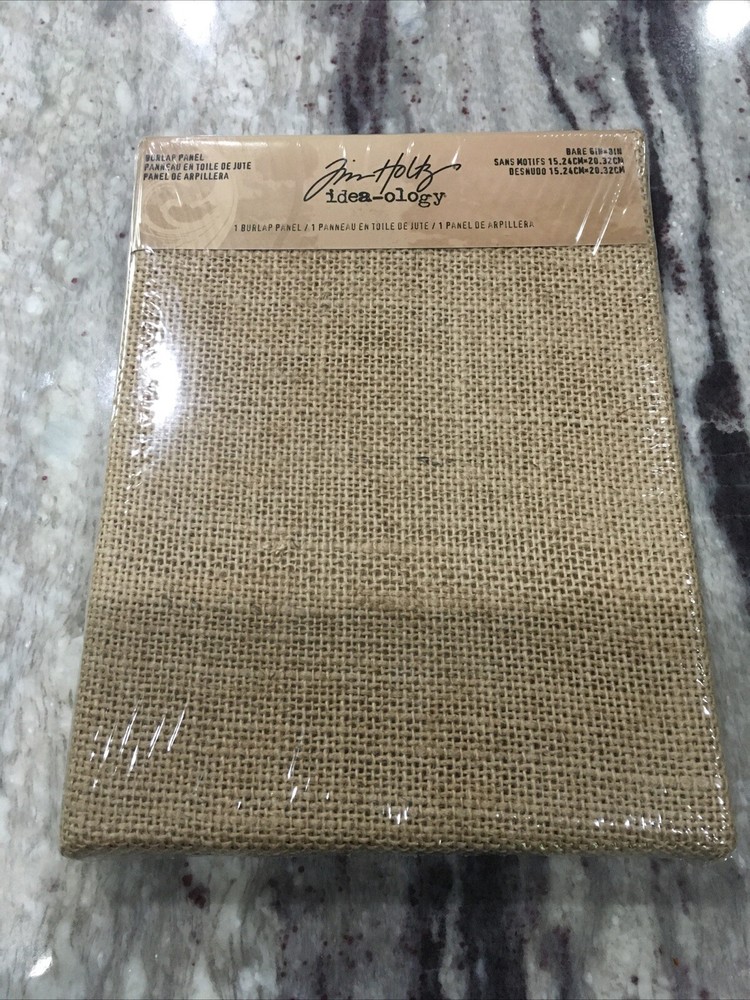 BURLAP PANEL
PANNEAU EN TOILE DE JUTE
PANEL DE ARPILLERA
Tim Holtz
idea-ology
BARE 6IN×8IN
SANS MOTIFS 15.24CM×20.32CM
DESNUDO 15.24CM×20.32CM
1 BURLAP PANEL / 1 PANNEAU EN TOILE DE JUTE / 1 PANEL DE ARPILLERA